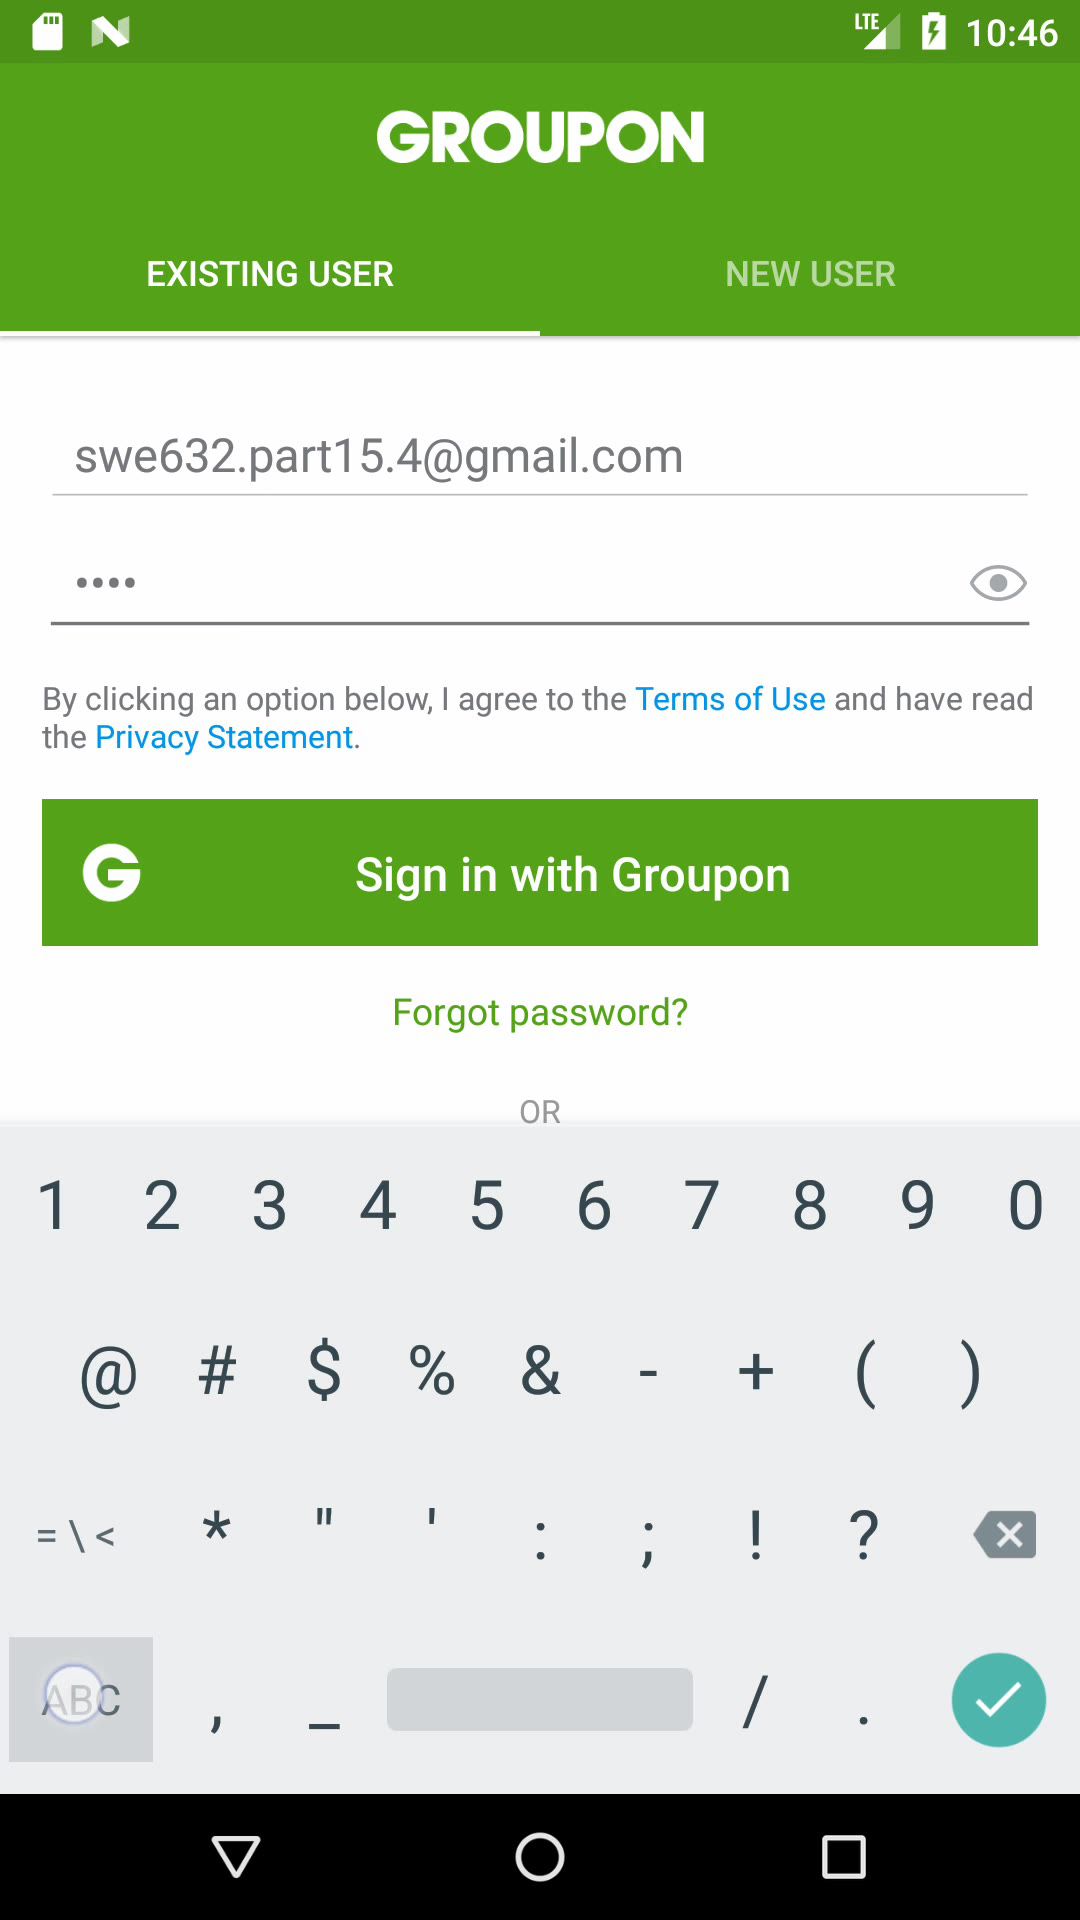 LTE 10:46
GROUPON
EXISTING USER NEW USER
swe632.part15.4@gmail.com
••••
By clicking an option below, I agree to the Terms of Use and have read
the Privacy Statement.
G Sign in with Groupon
Forgot password?
OR
1 2 3 4 5 6 7 8 9 0
@ # $ % & - + ( )
= \ < * " ' : ; ! ?
ABC , _ / .